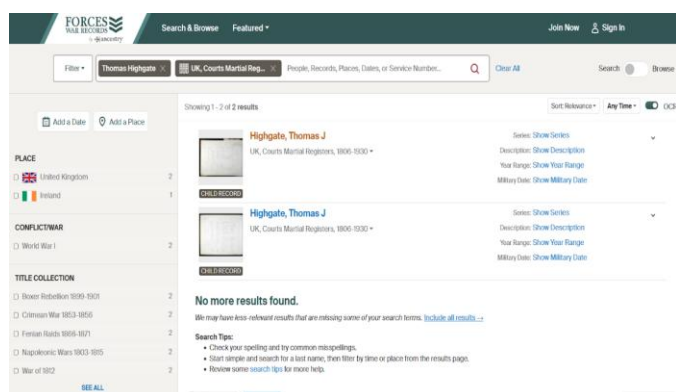 FORCES
WAR RECORDS
by ancestry
Search & Browse Featured
Join Now Sign In
Filter
Thomas Highgate × UK, Courts Martial Reg... × People, Records, Places, Dates, or Service Number...
Clear All
Search Browse
Add a Date Add a Place
Showing 1 - 2 of 2 results
Sort: Relevance Any Time OCR
PLACE
United Kingdom 2
Ireland 1
CONFLICT/WAR
World War I 2
TITLE COLLECTION
Boxer Rebellion 1899-1901 2
Crimean War 1853-1856 2
Fenian Raids 1866-1871 2
Napoleonic Wars 1803-1815 2
War of 1812 2
SEE ALL
Highgate, Thomas J
UK, Courts Martial Registers, 1806-1930
CHILD RECORD
Series: Show Series
Description: Show Description
Year Range: Show Year Range
Military Date: Show Military Date
Highgate, Thomas J
UK, Courts Martial Registers, 1806-1930
CHILD RECORD
Series: Show Series
Description: Show Description
Year Range: Show Year Range
Military Date: Show Military Date
No more results found.
We may have less-relevant results that are missing some of your search terms. Include all results →
Search Tips:
• Check your spelling and try common misspellings.
• Start simple and search for a last name, then filter by time or place from the results page.
• Review some search tips for more help.